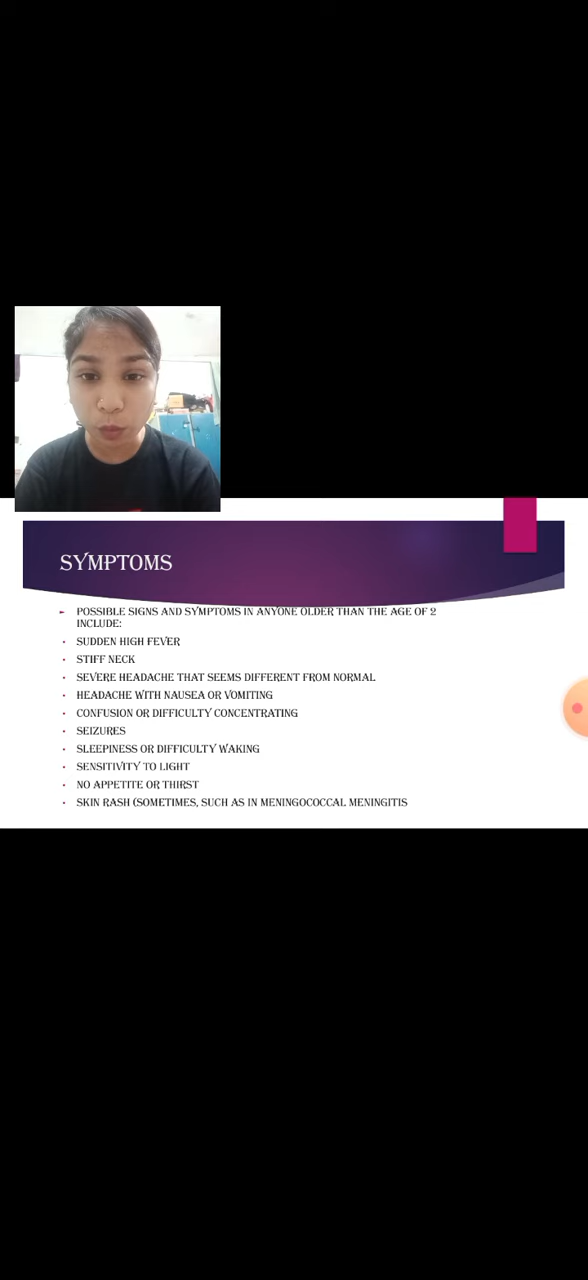 SYMPTOMS
POSSIBLE SIGNS AND SYMPTOMS IN ANYONE OLDER THAN THE AGE OF 2
INCLUDE:
SUDDEN HIGH FEVER
STIFF NECK
SEVERE HEADACHE THAT SEEMS DIFFERENT FROM NORMAL
HEADACHE WITH NAUSEA OR VOMITING
CONFUSION OR DIFFICULTY CONCENTRATING
SEIZURES
SLEEPINESS OR DIFFICULTY WAKING
SENSITIVITY TO LIGHT
NO APPETITE OR THIRST
SKIN RASH (SOMETIMES, SUCH AS IN MENINGOCOCCAL MENINGITIS